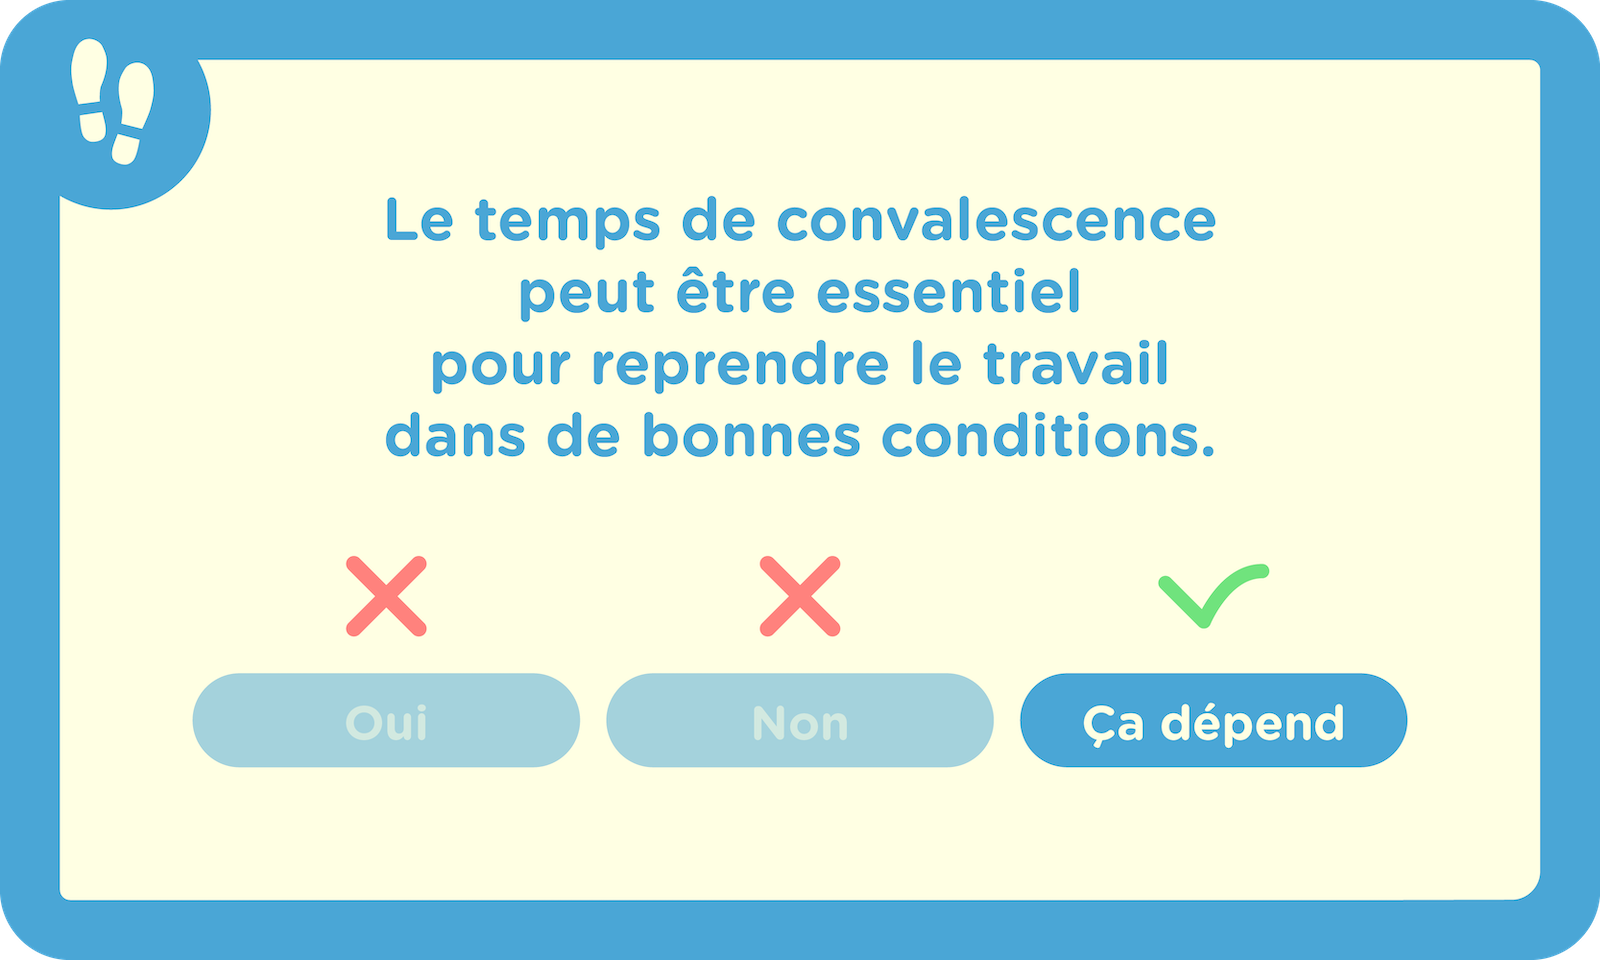 Le temps de convalescence
peut être essentiel
pour reprendre le travail
dans de bonnes conditions.
Oui
Non
Ça dépend